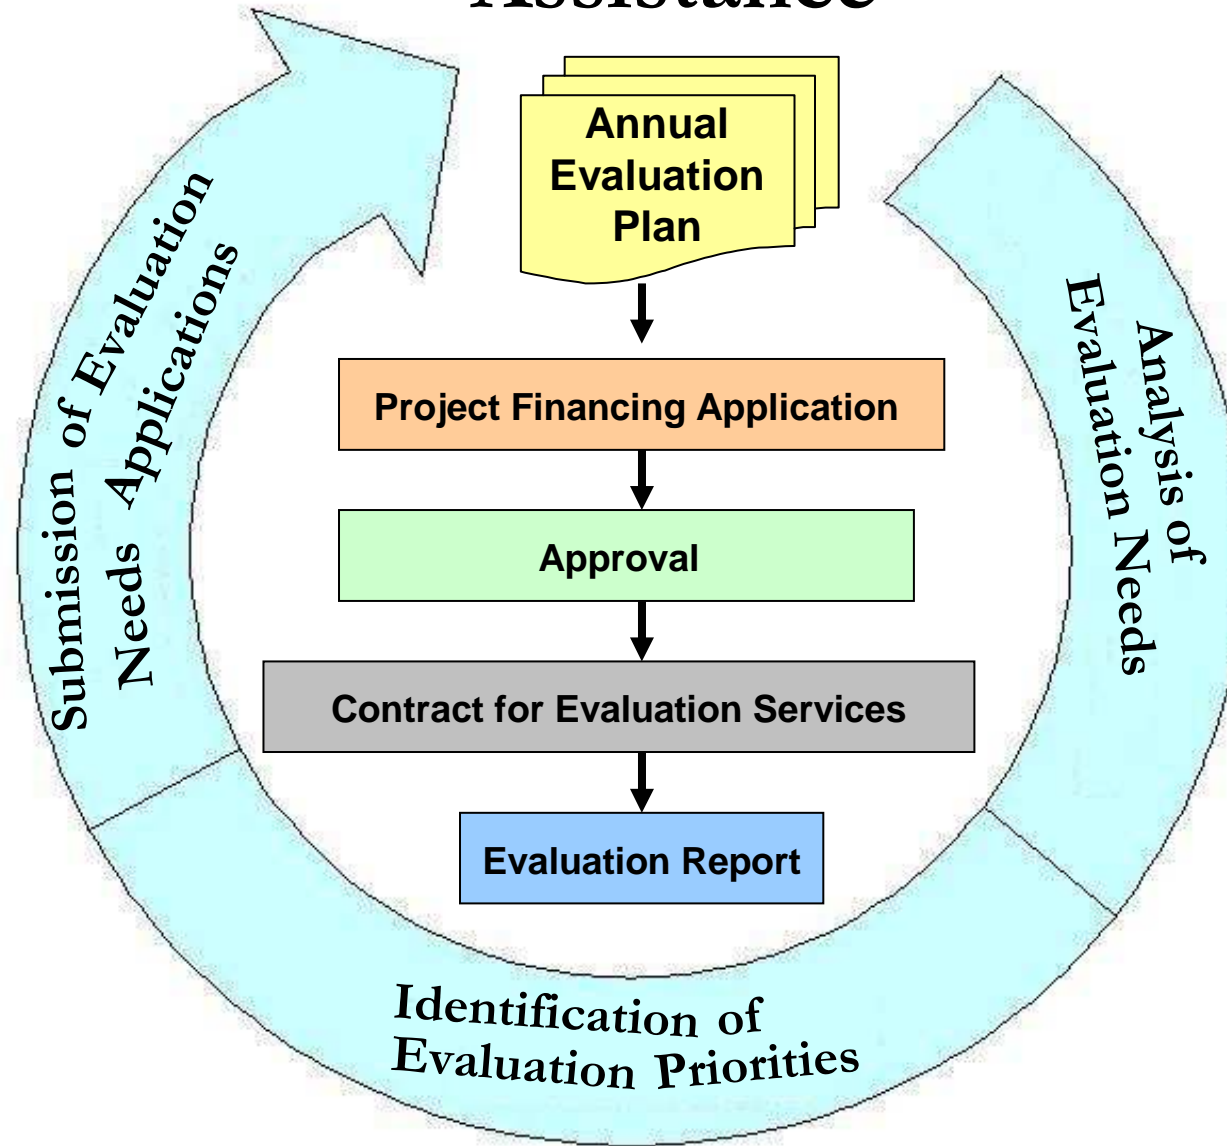 Assistance
Annual
Evaluation
Plan
Project Financing Application
Approval
Contract for Evaluation Services
Evaluation Report
Analysis of
Evaluation Needs
Identification of
Evaluation Priorities
Submission of Evaluation
Needs Applications